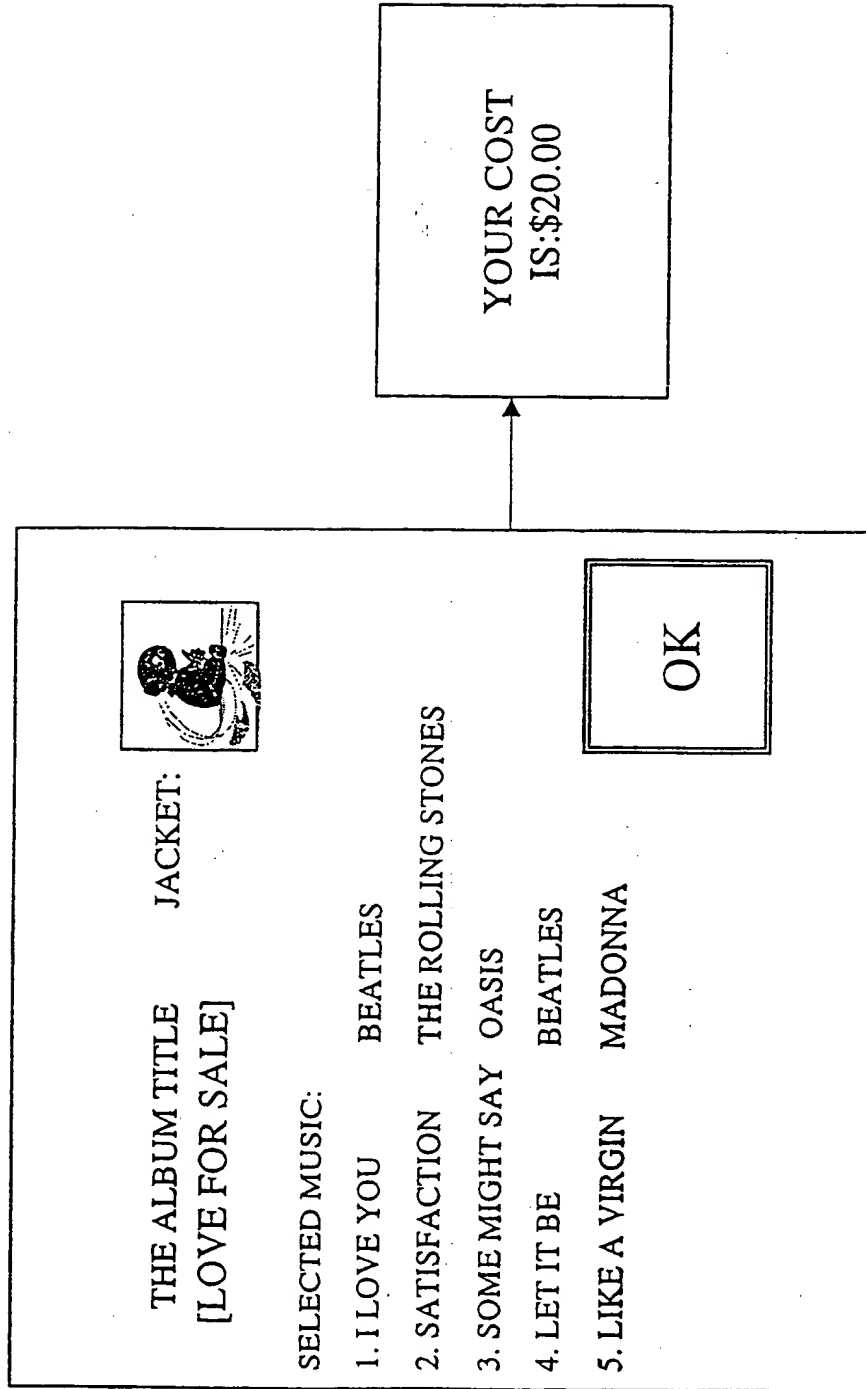 THE ALBUM TITLE JACKET:
[LOVE FOR SALE]
SELECTED MUSIC:
1. I LOVE YOU BEATLES
2. SATISFACTION THE ROLLING STONES
3. SOME MIGHT SAY OASIS
4. LET IT BE BEATLES
5. LIKE A VIRGIN MADONNA
OK
YOUR COST
IS:$20.00